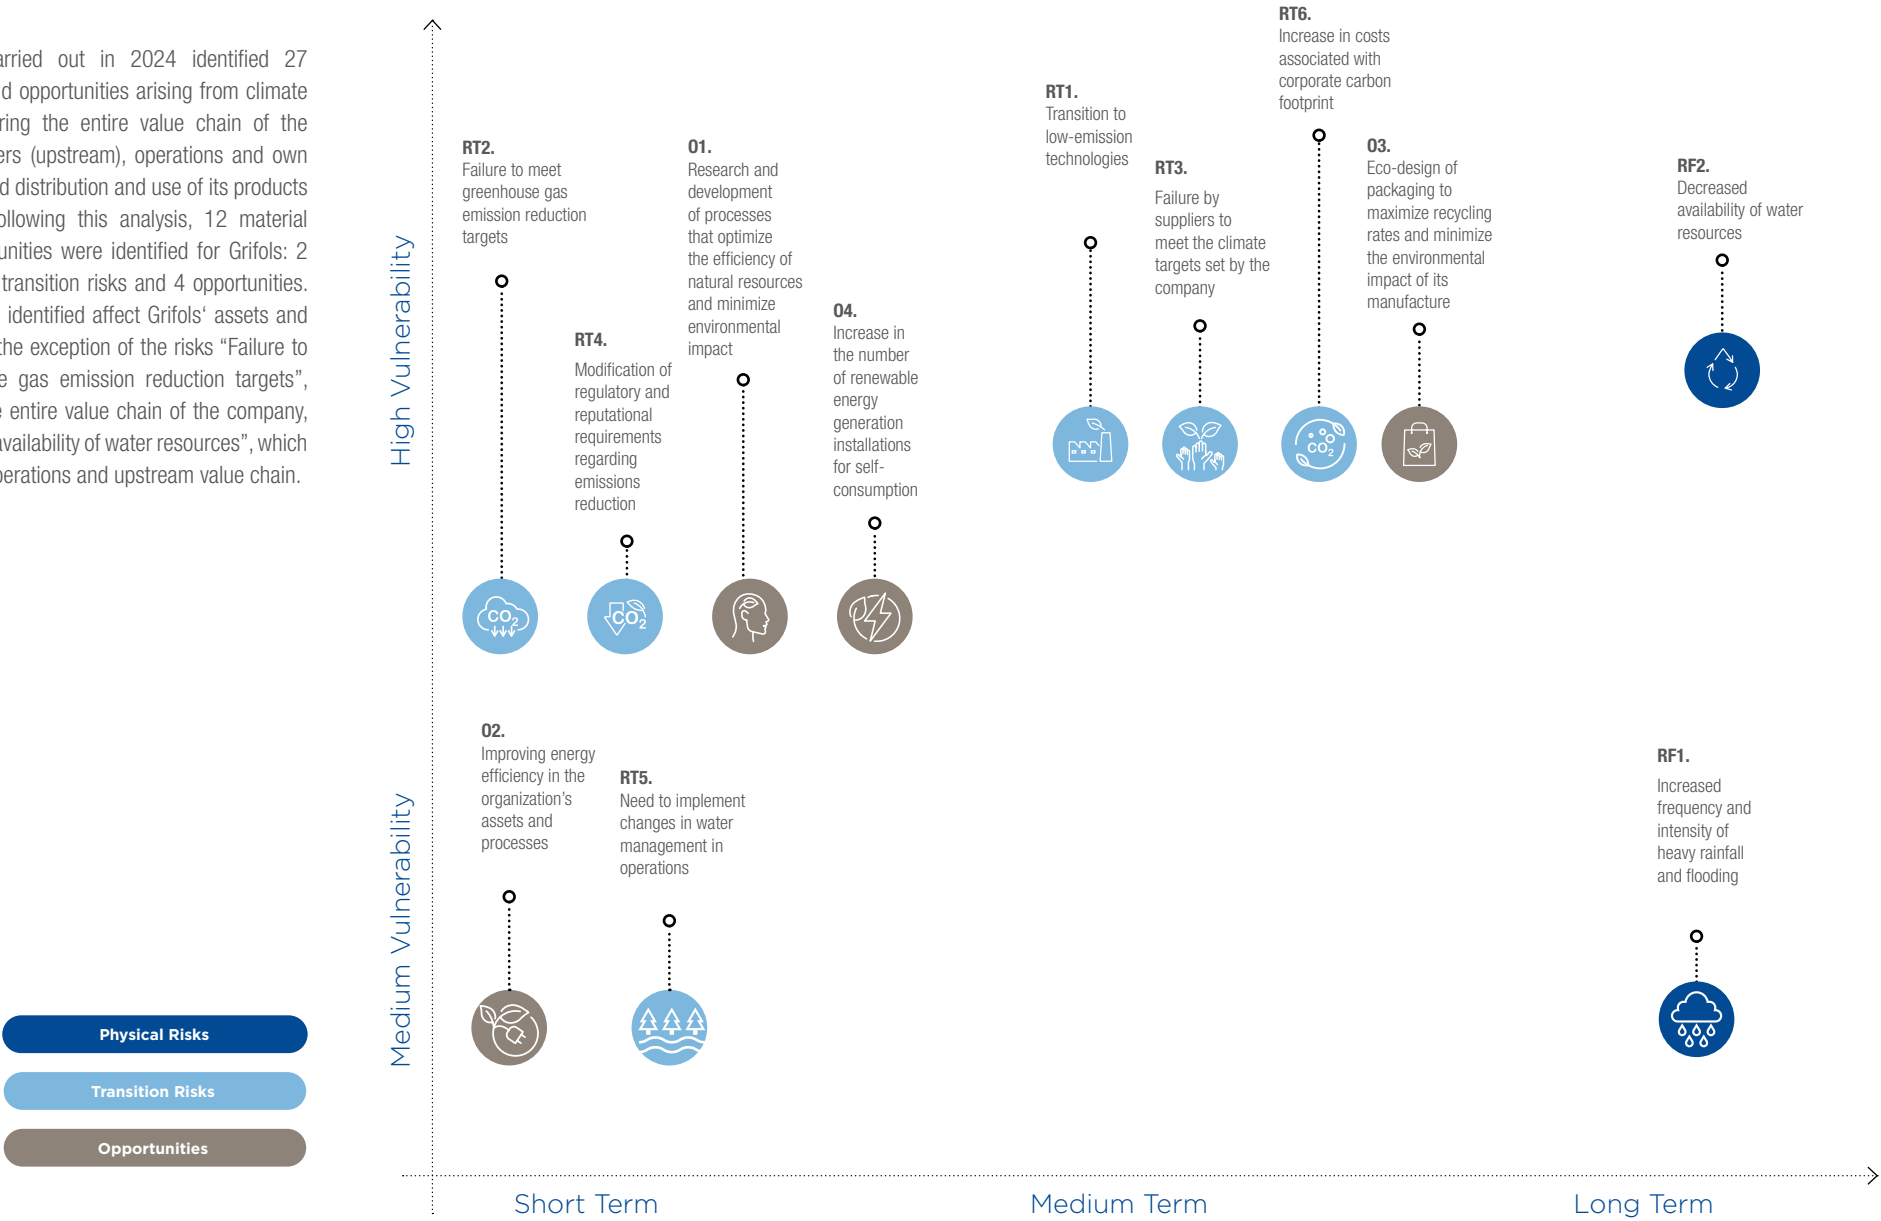 arried out in 2024 identified 27
d opportunities arising from climate
ring the entire value chain of the
ers (upstream), operations and own
d distribution and use of its products
ollowing this analysis, 12 material
unities were identified for Grifols: 2
transition risks and 4 opportunities.
identified affect Grifols‘ assets and
the exception of the risks “Failure to
e gas emission reduction targets”,
e entire value chain of the company,
availability of water resources”, which
perations and upstream value chain.
Physical Risks
Transition Risks
Opportunities
High Vulnerability
Medium Vulnerability
RT2.
Failure to meet
greenhouse gas
emission reduction
targets
RT4.
Modification of
regulatory and
reputational
requirements
regarding
emissions
reduction
O1.
Research and
development
of processes
that optimize
the efficiency of
natural resources
and minimize
environmental
impact
O4.
Increase in
the number
of renewable
energy
generation
installations
for self-
consumption
RT1.
Transition to
low-emission
technologies
RT3.
Failure by
suppliers to
meet the climate
targets set by the
company
RT6.
Increase in costs
associated with
corporate carbon
footprint
O3.
Eco-design of
packaging to
maximize recycling
rates and minimize
the environmental
impact of its
manufacture
RF2.
Decreased
availability of water
resources
CO2
CO2
CO2
O2.
Improving energy
efficiency in the
organization’s
assets and
processes
RT5.
Need to implement
changes in water
management in
operations
RF1.
Increased
frequency and
intensity of
heavy rainfall
and flooding
Short Term
Medium Term
Long Term